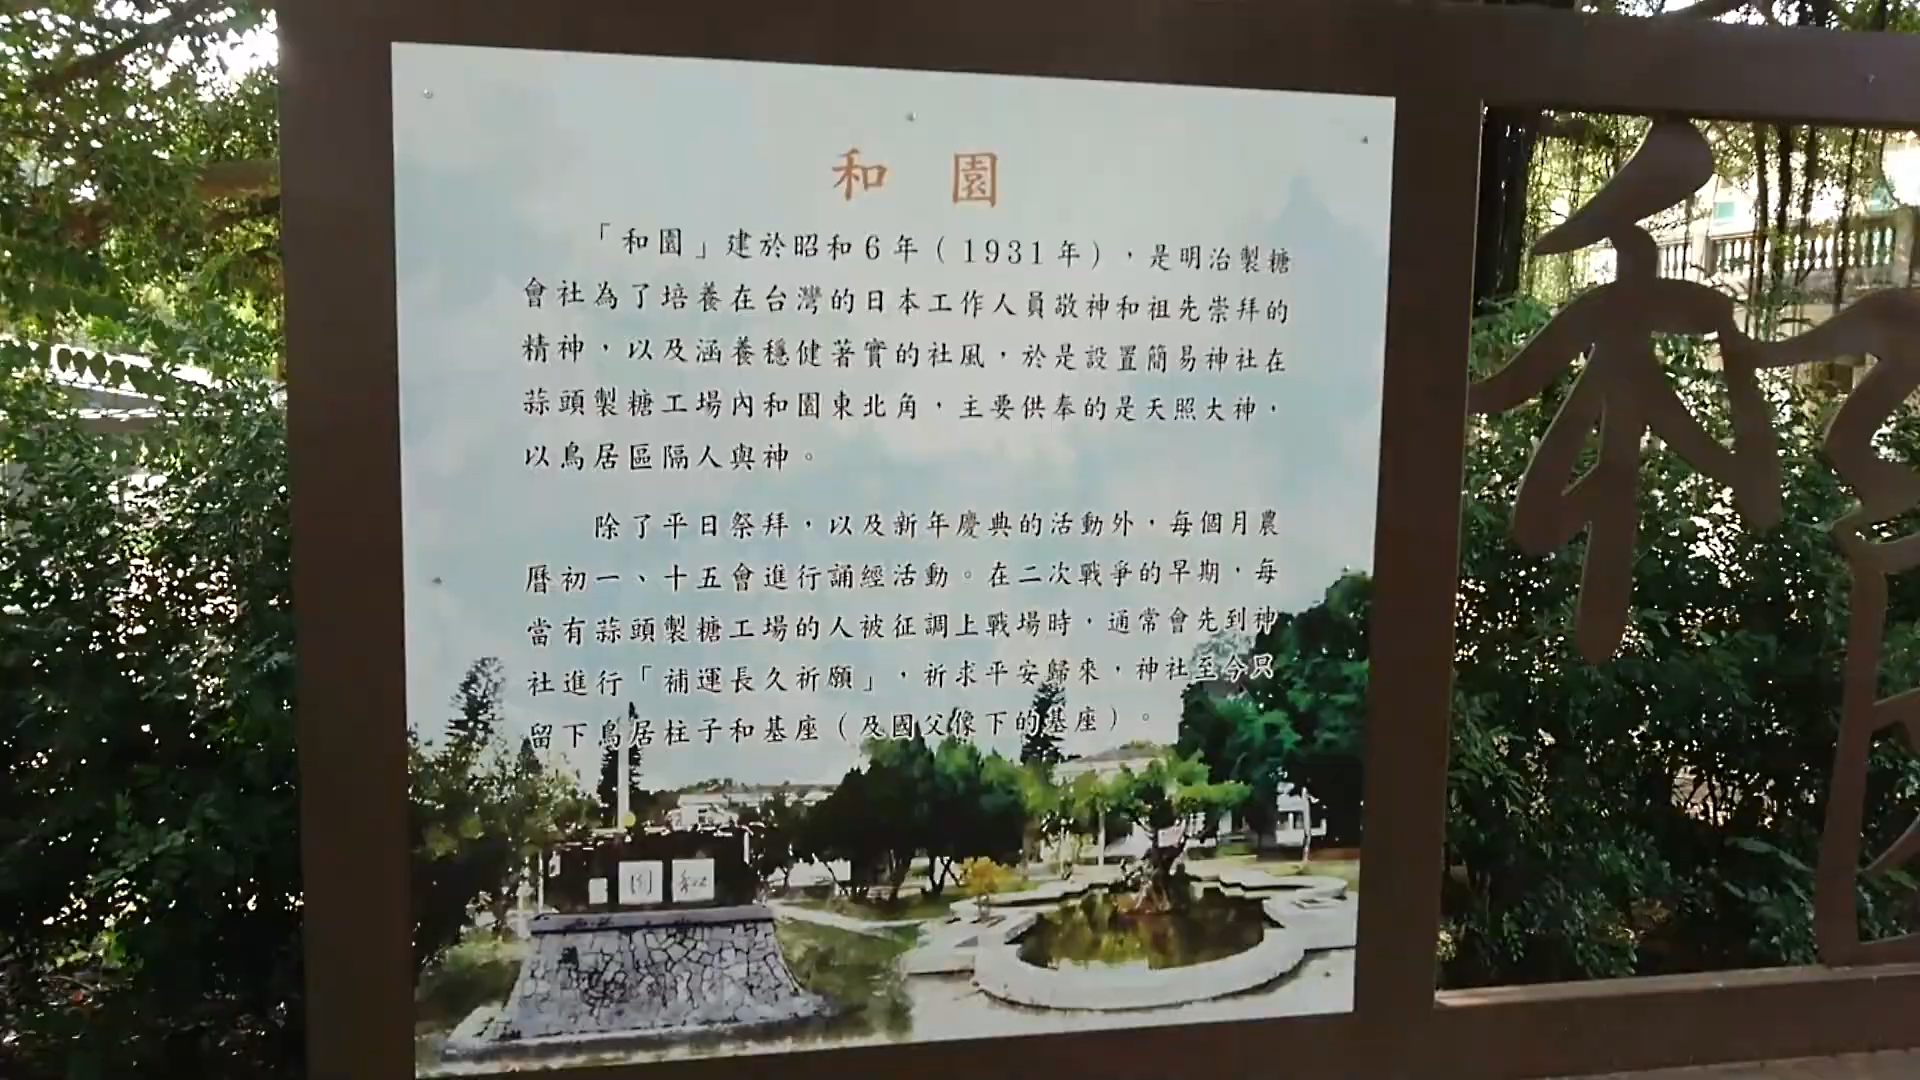 和園
「和園」建於昭和6年(1931年)，是明治製糖
會社為了培養在台灣的日本工作人員敬神和祖先崇拜的
精神，以及涵養穩健著實的社風，於是設置簡易神社在
蒜頭製糖工場內和園東北角，主要供奉的是天照大神，
以鳥居區隔人與神。
除了平日祭拜，以及新年慶典的活動外，每個月農
曆初一、十五會進行誦經活動。在二次戰爭的早期，每
當有蒜頭製糖工場的人被征調上戰場時，通常會先到神
社進行「補運長久祈願」，祈求平安歸來，神社至今只
留下鳥居柱子和基座(及國父像下的基座)。
和